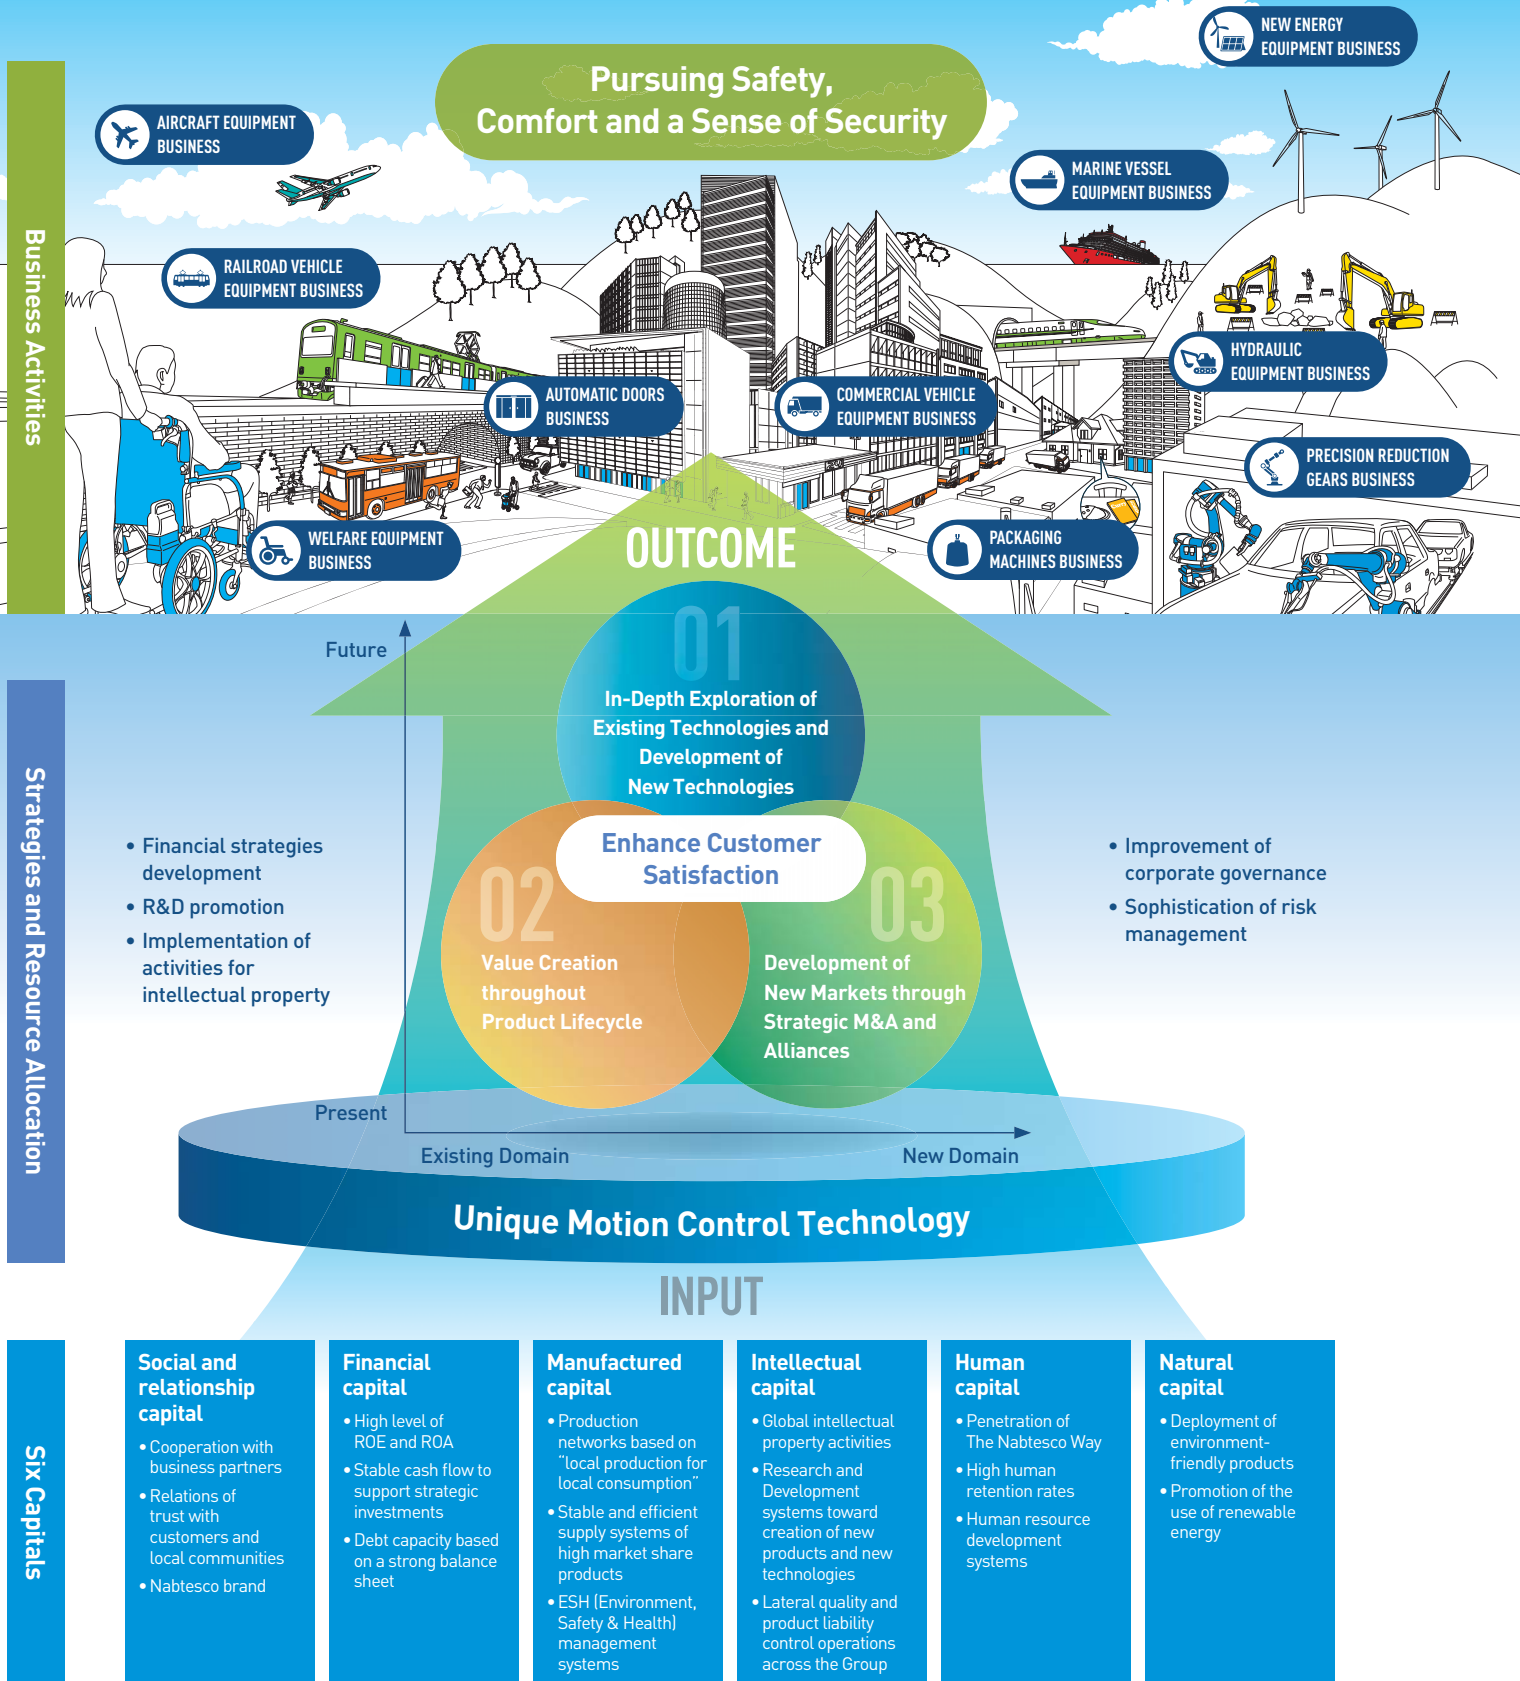 NEW ENERGY
EQUIPMENT BUSINESS
Pursuing Safety,
Comfort and a Sense of Security
AIRCRAFT EQUIPMENT
BUSINESS
MARINE VESSEL
EQUIPMENT BUSINESS
Business Activities
RAILROAD VEHICLE
EQUIPMENT BUSINESS
HYDRAULIC
EQUIPMENT BUSINESS
AUTOMATIC DOORS
BUSINESS
COMMERCIAL VEHICLE
EQUIPMENT BUSINESS
PRECISION REDUCTION
GEARS BUSINESS
WELFARE EQUIPMENT
BUSINESS
PACKAGING
MACHINES BUSINESS
OUTCOME
Future
01
In-Depth Exploration of
Existing Technologies and
Development of
New Technologies
Strategies and Resource Allocation
Enhance Customer
Satisfaction
• Financial strategies
development
• R&D promotion
• Implementation of
activities for
intellectual property
• Improvement of
corporate governance
• Sophistication of risk
management
02
Value Creation
throughout
Product Lifecycle
03
Development of
New Markets through
Strategic M&A and
Alliances
Present
Existing Domain
New Domain
Unique Motion Control Technology
INPUT
Six Capitals
Social and
relationship
capital
• Cooperation with
business partners
• Relations of
trust with
customers and
local communities
• Nabtesco brand
Financial
capital
• High level of
ROE and ROA
• Stable cash flow to
support strategic
investments
• Debt capacity based
on a strong balance
sheet
Manufactured
capital
• Production
networks based on
"local production for
local consumption"
• Stable and efficient
supply systems of
high market share
products
• ESH (Environment,
Safety & Health)
management
systems
Intellectual
capital
• Global intellectual
property activities
• Research and
Development
systems toward
creation of new
products and new
technologies
• Lateral quality and
product liability
control operations
across the Group
Human
capital
• Penetration of
The Nabtesco Way
• High human
retention rates
• Human resource
development
systems
Natural
capital
• Deployment of
environment-
friendly products
• Promotion of the
use of renewable
energy